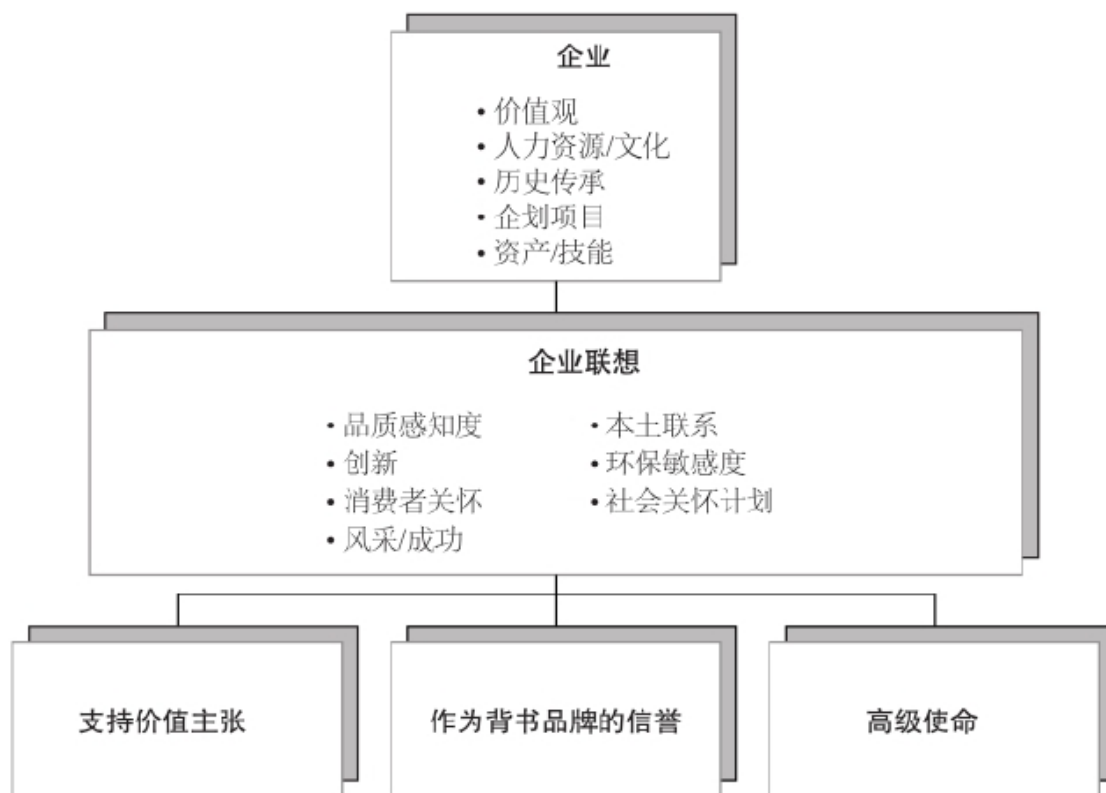 企业
• 价值观
• 人力资源/文化
• 历史传承
• 企划项目
• 资产/技能
企业联想
• 品质感知度
• 创新
• 消费者关怀
• 风采/成功
• 本土联系
• 环保敏感度
• 社会关怀计划
支持价值主张
作为背书品牌的信誉
高级使命